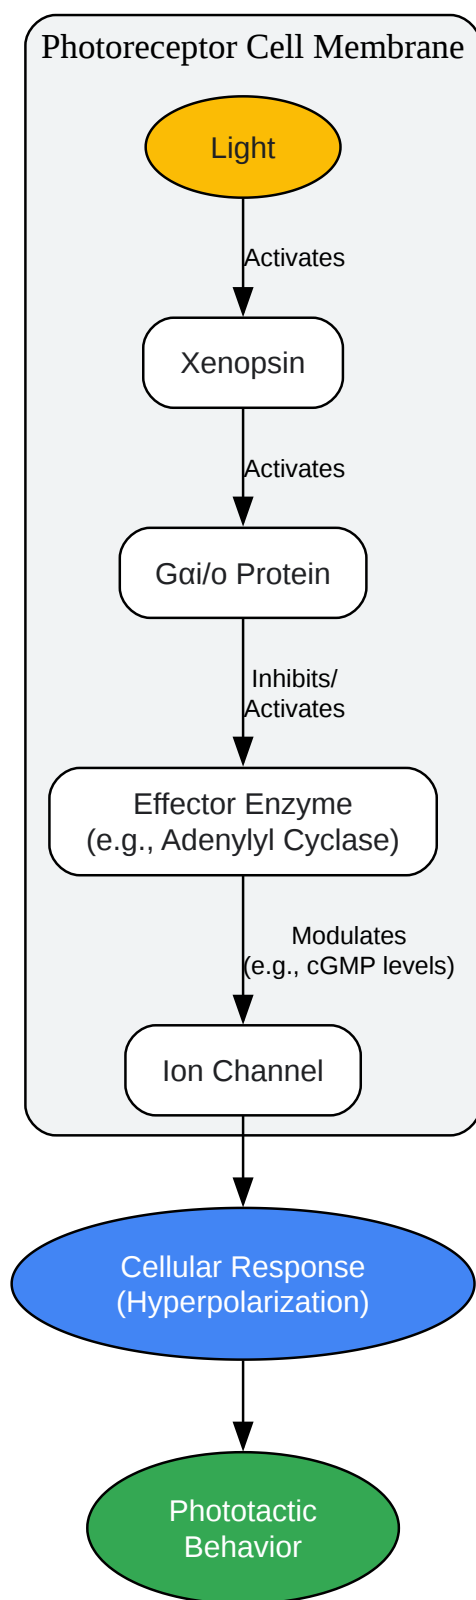 Photoreceptor Cell Membrane
Light
Activates
Xenopsin
Activates
Gαi/o Protein
Inhibits/
Activates
Effector Enzyme
(e.g., Adenylyl Cyclase)
Modulates
(e.g., cGMP levels)
Ion Channel
Cellular Response
(Hyperpolarization)
Phototactic
Behavior